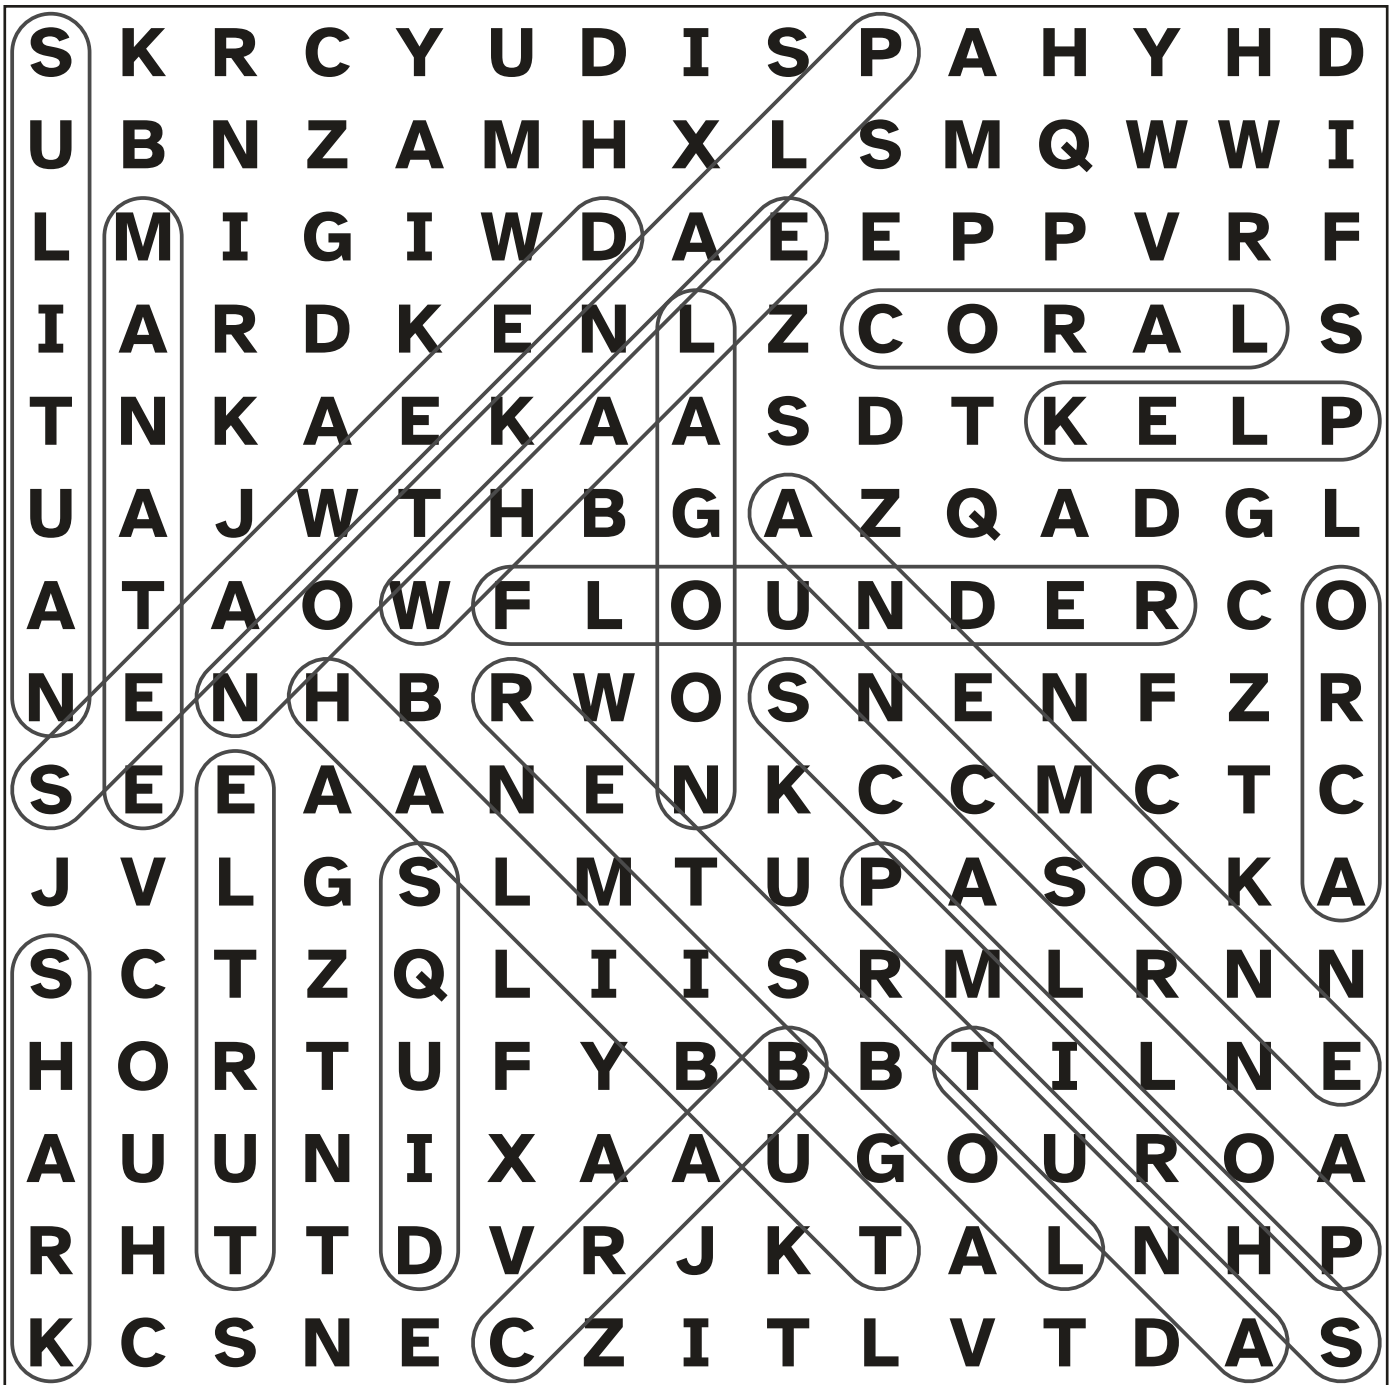 S K R C Y U D I S P A H Y H D
U B N Z A M H X L S M Q W W I
L M I G I W D A E E P P V R F
I A R D K E N L Z C O R A L S
T N K A E K A A S D T K E L P
U A J W T H B G A Z Q A D G L
A T A O W F L O U N D E R C O
N E N H B R W O S N E N F Z R
S E E A A N E N K C C M C T C
J V L G S L M T U P A S O K A
S C T Z Q L I I S R M L R N N
H O R T U F Y B B B T I L N E
A U U N I X A A U G O U R O A
R H T T D V R J K T A L N H P
K C S N E C Z I T L V T D A S